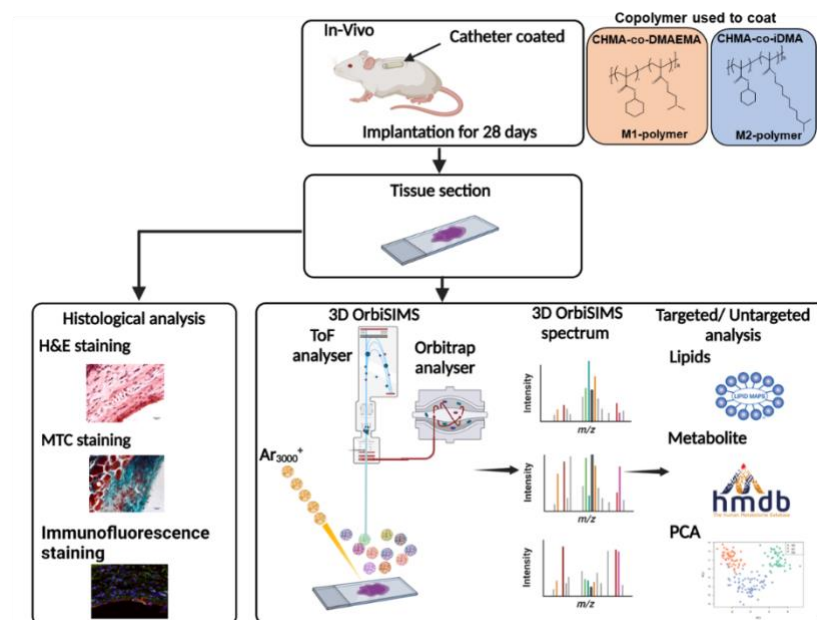 In-Vivo
Catheter coated
Implantation for 28 days
Copolymer used to coat
CHMA-co-DMAEMA
M1-polymer
CHMA-co-iDMA
M2-polymer
Tissue section
Histological analysis
H&E staining
MTC staining
Immunofluorescence
staining
3D OrbiSIMS
ToF
analyser
Orbitrap
analyser
Ar3000+
3D OrbiSIMS
spectrum
Intensity
m/z
Intensity
m/z
Intensity
m/z
Targeted/ Untargeted
analysis
Lipids
LIPID MAPS
Metabolite
hmdb
The Human Metabolome Database
PCA